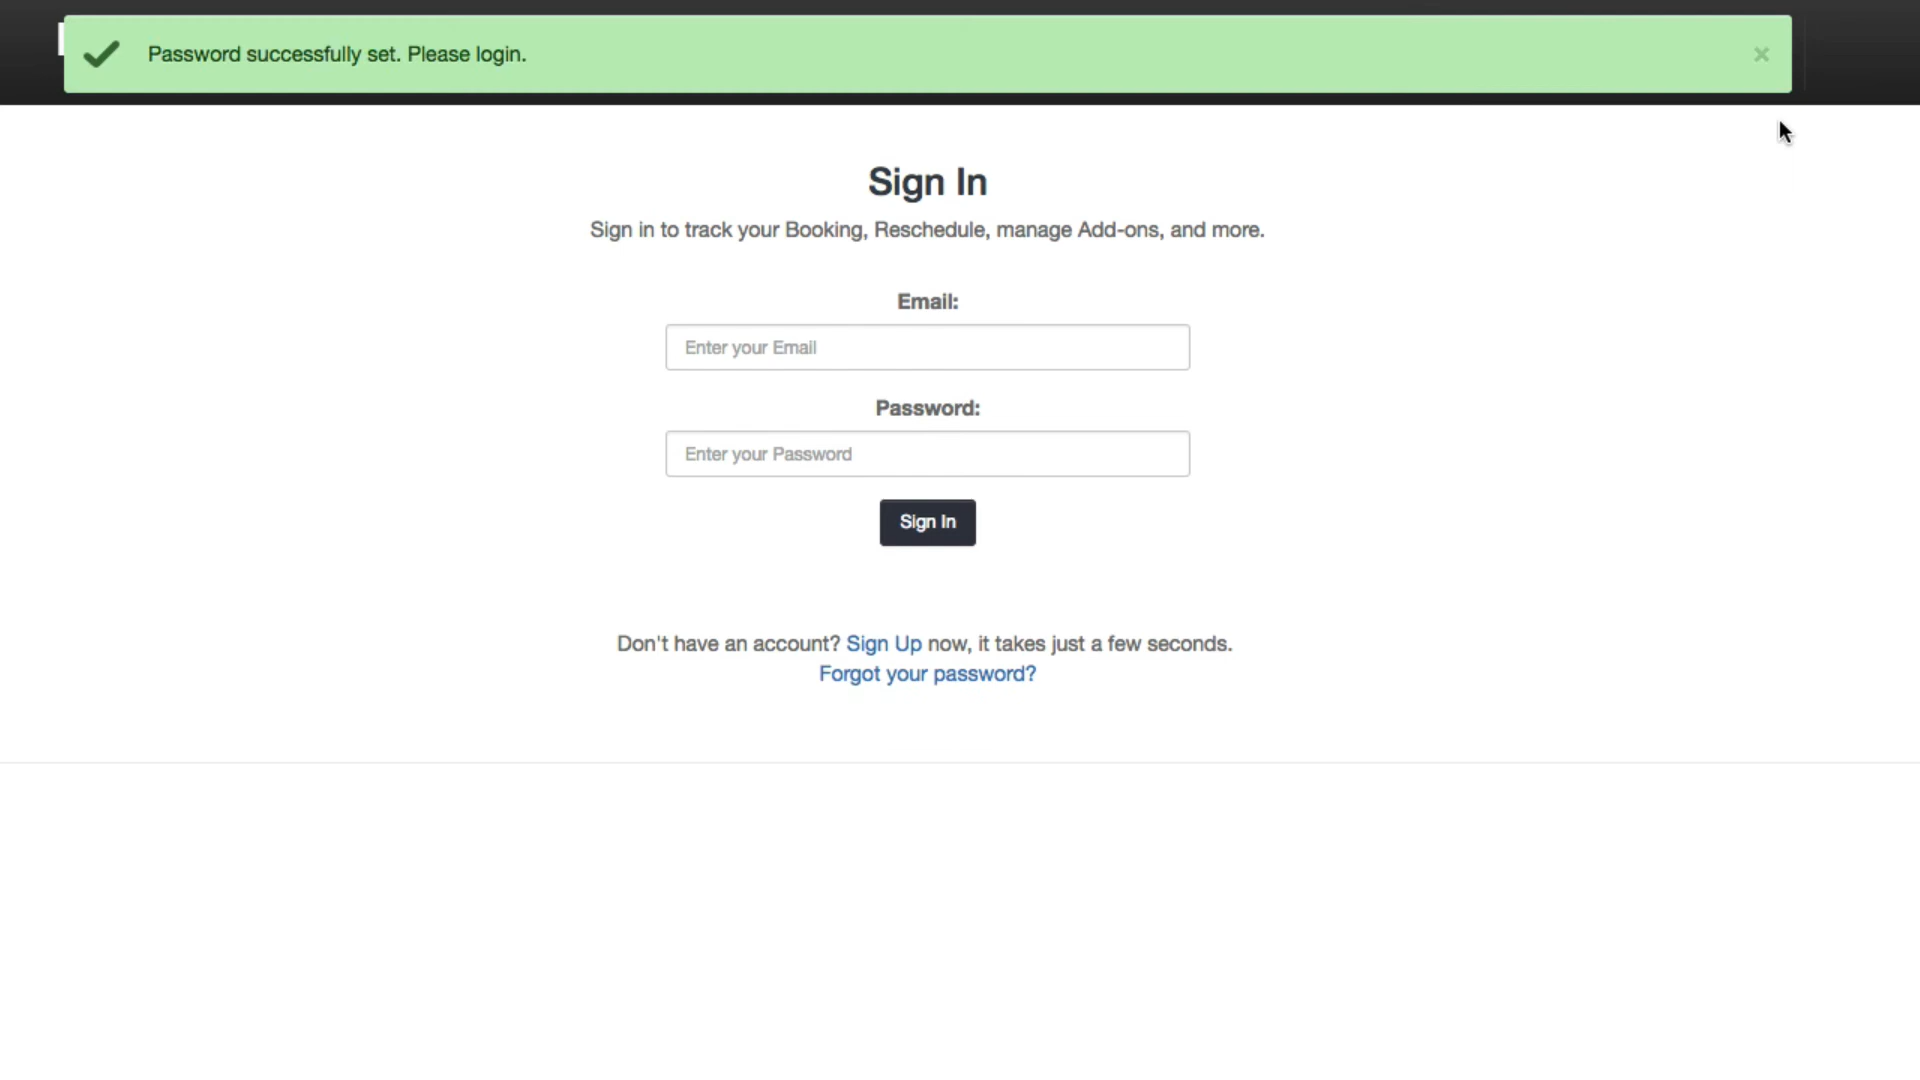 Password successfully set. Please login.
×
Sign In
Sign in to track your Booking, Reschedule, manage Add-ons, and more.
Email:
Enter your Email
Password:
Enter your Password
Sign In
Don't have an account? Sign Up now, it takes just a few seconds.
Forgot your password?